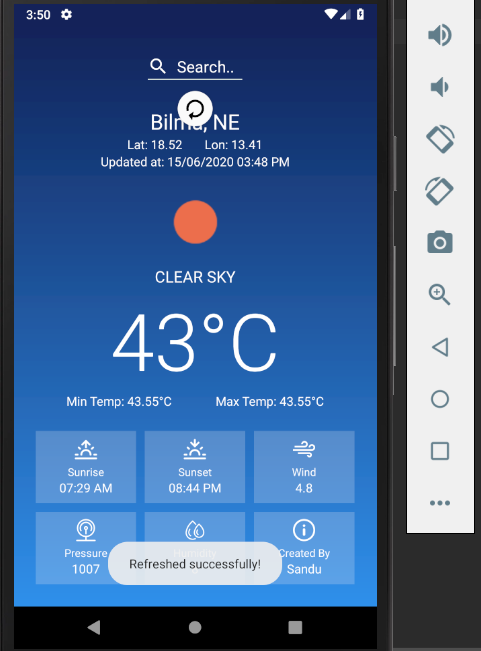 3:50
Search..
Bilma, NE
Lat: 18.52 Lon: 13.41
Updated at: 15/06/2020 03:48 PM
CLEAR SKY
43°C
Min Temp: 43.55°C Max Temp: 43.55°C
Sunrise Sunset Wind
07:29 AM 08:44 PM 4.8
Pressure Humidity Created By
1007 Sandu
Refreshed successfully!